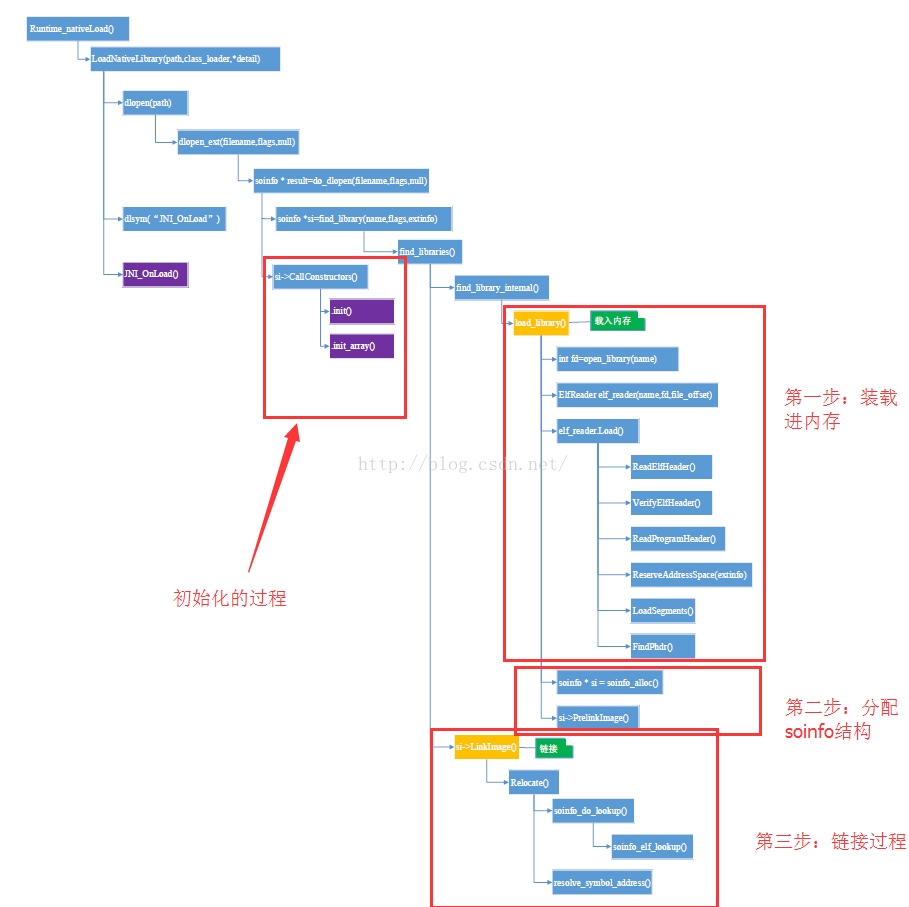 Runtime_nativeLoad()
LoadNativeLibrary(path,class_loader,*detail)
dlopen(path)
dlopen_ext(filename,flags,null)
soinfo * result=do_dlopen(filename,flags,null)
dlsym(“JNI_OnLoad”)
soinfo *si=find_library(name,flags,extinfo)
find_libraries()
JNI_OnLoad()
si->CallConstructors()
find_library_internal()
.init()
load_library()
载入内存
.init_array()
int fd=open_library(name)
ElfReader elf_reader(name,fd,file_offset)
第一步：装载
进内存
elf_reader.Load()
http://blog.csdn.net/
ReadElfHeader()
VerifyElfHeader()
ReadProgramHeader()
ReserveAddressSpace(extinfo)
初始化的过程
LoadSegments()
FindPhdr()
soinfo * si = soinfo_alloc()
第二步：分配
soinfo结构
si->PrelinkImage()
si->LinkImage()
链接
Relocate()
soinfo_do_lookup()
第三步：链接过程
soinfo_elf_lookup()
resolve_symbol_address()